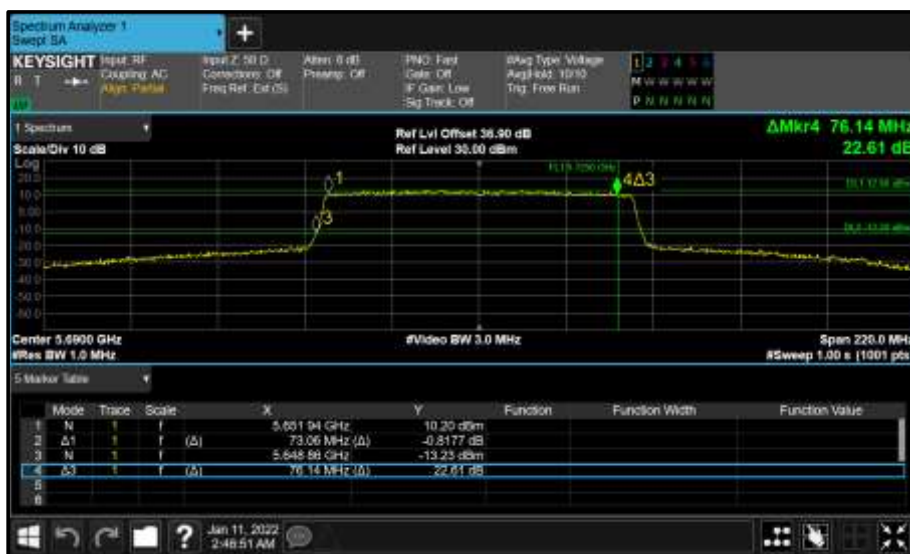 Spectrum Analyzer 1
Swept SA
KEYSIGHT
R T
Input: RF
Coupling: AC
Align: Partial
Input Z: 50 Ω
Corrections: Off
Freq Ref: Ext (S)
Atten: 6 dB
Preamp: Off
PNO: Fast
Gate: Off
IF Gain: Low
Sig Track: Off
#Avg Type: Voltage
Avg|Hold: 10/10
Trig: Free Run
1 2 3 4 5 6
M W W W W W
P N N N N N
1 Spectrum
Scale/Div 10 dB
Ref Lvl Offset 36.90 dB
Ref Level 30.00 dBm
ΔMkr4 76.14 MHz
22.61 dB
Log
20.0
10.0
0.00
-10.0
-20.0
-30.0
-40.0
-50.0
-60.0
1
3
4Δ3
Center 5.6900 GHz
#Video BW 3.0 MHz
Span 220.0 MHz
#Res BW 1.0 MHz
#Sweep 1.00 s (1001 pts
5 Marker Table
Mode Trace Scale X Y Function Function Width Function Value
1 N 1 f 5.651 94 GHz 10.20 dBm
2 Δ1 1 f (Δ) 73.06 MHz (Δ) -0.8177 dB
3 N 1 f 5.648 86 GHz -13.23 dBm
4 Δ3 1 f (Δ) 76.14 MHz (Δ) 22.61 dB
5
6
?
Jan 11, 2022
2:46:51 AM